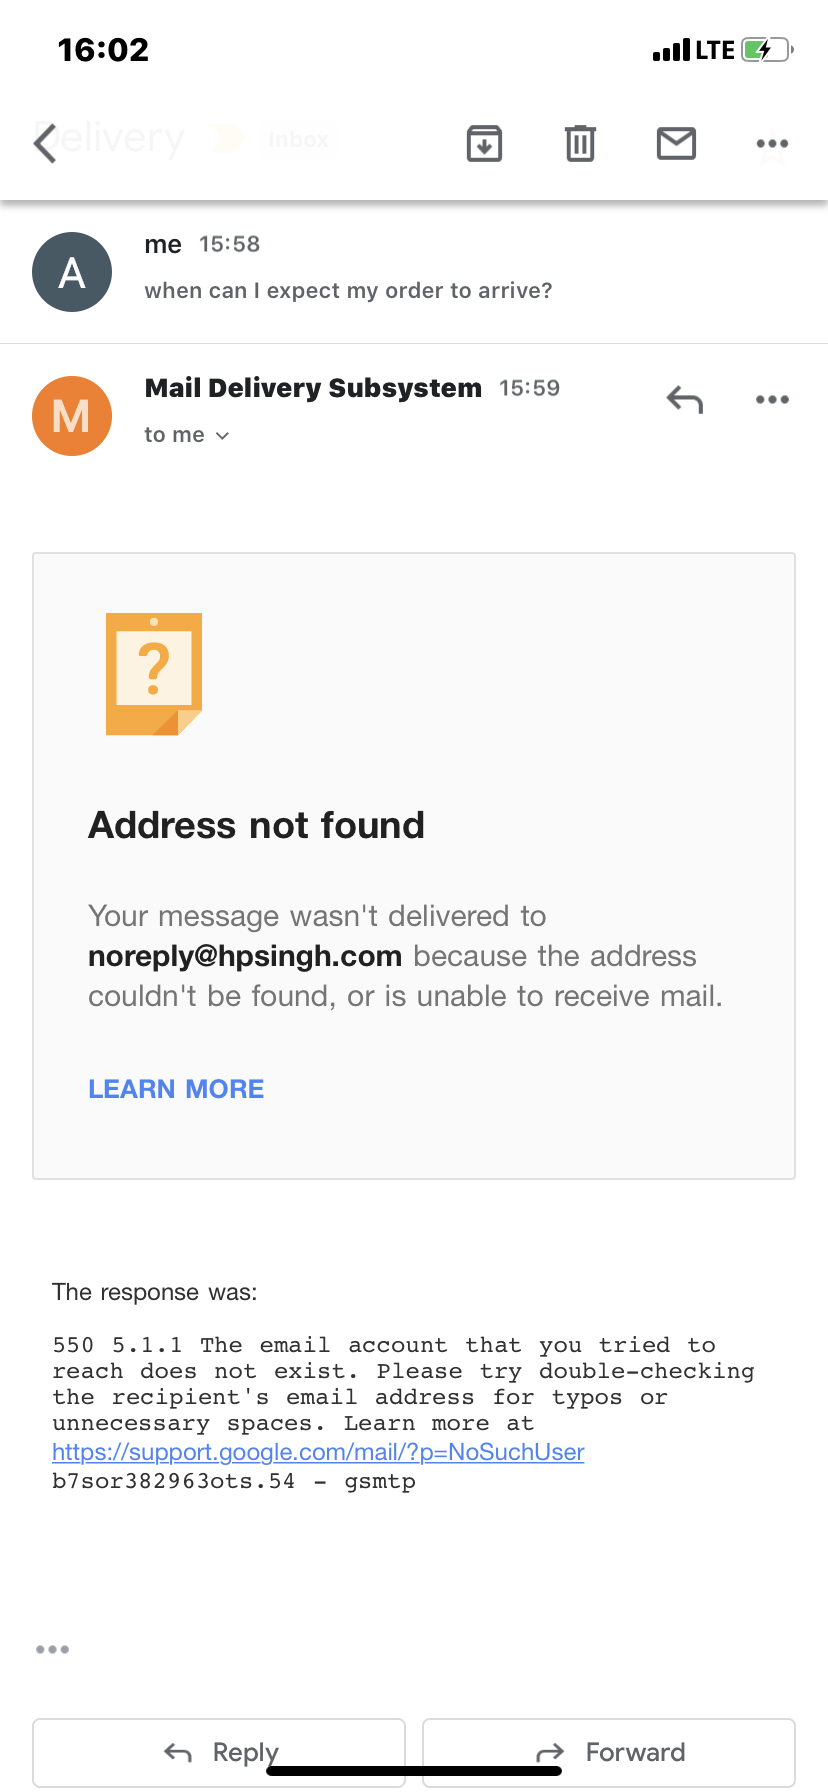 16:02
LTE
Delivery
Inbox
A
me 15:58
when can I expect my order to arrive?
M
Mail Delivery Subsystem 15:59
to me
?
Address not found
Your message wasn't delivered to
noreply@hpsingh.com because the address
couldn't be found, or is unable to receive mail.
LEARN MORE
The response was:
550 5.1.1 The email account that you tried to
reach does not exist. Please try double-checking
the recipient's email address for typos or
unnecessary spaces. Learn more at
https://support.google.com/mail/?p=NoSuchUser
b7sor382963ots.54 - gsmtp
Reply
Forward